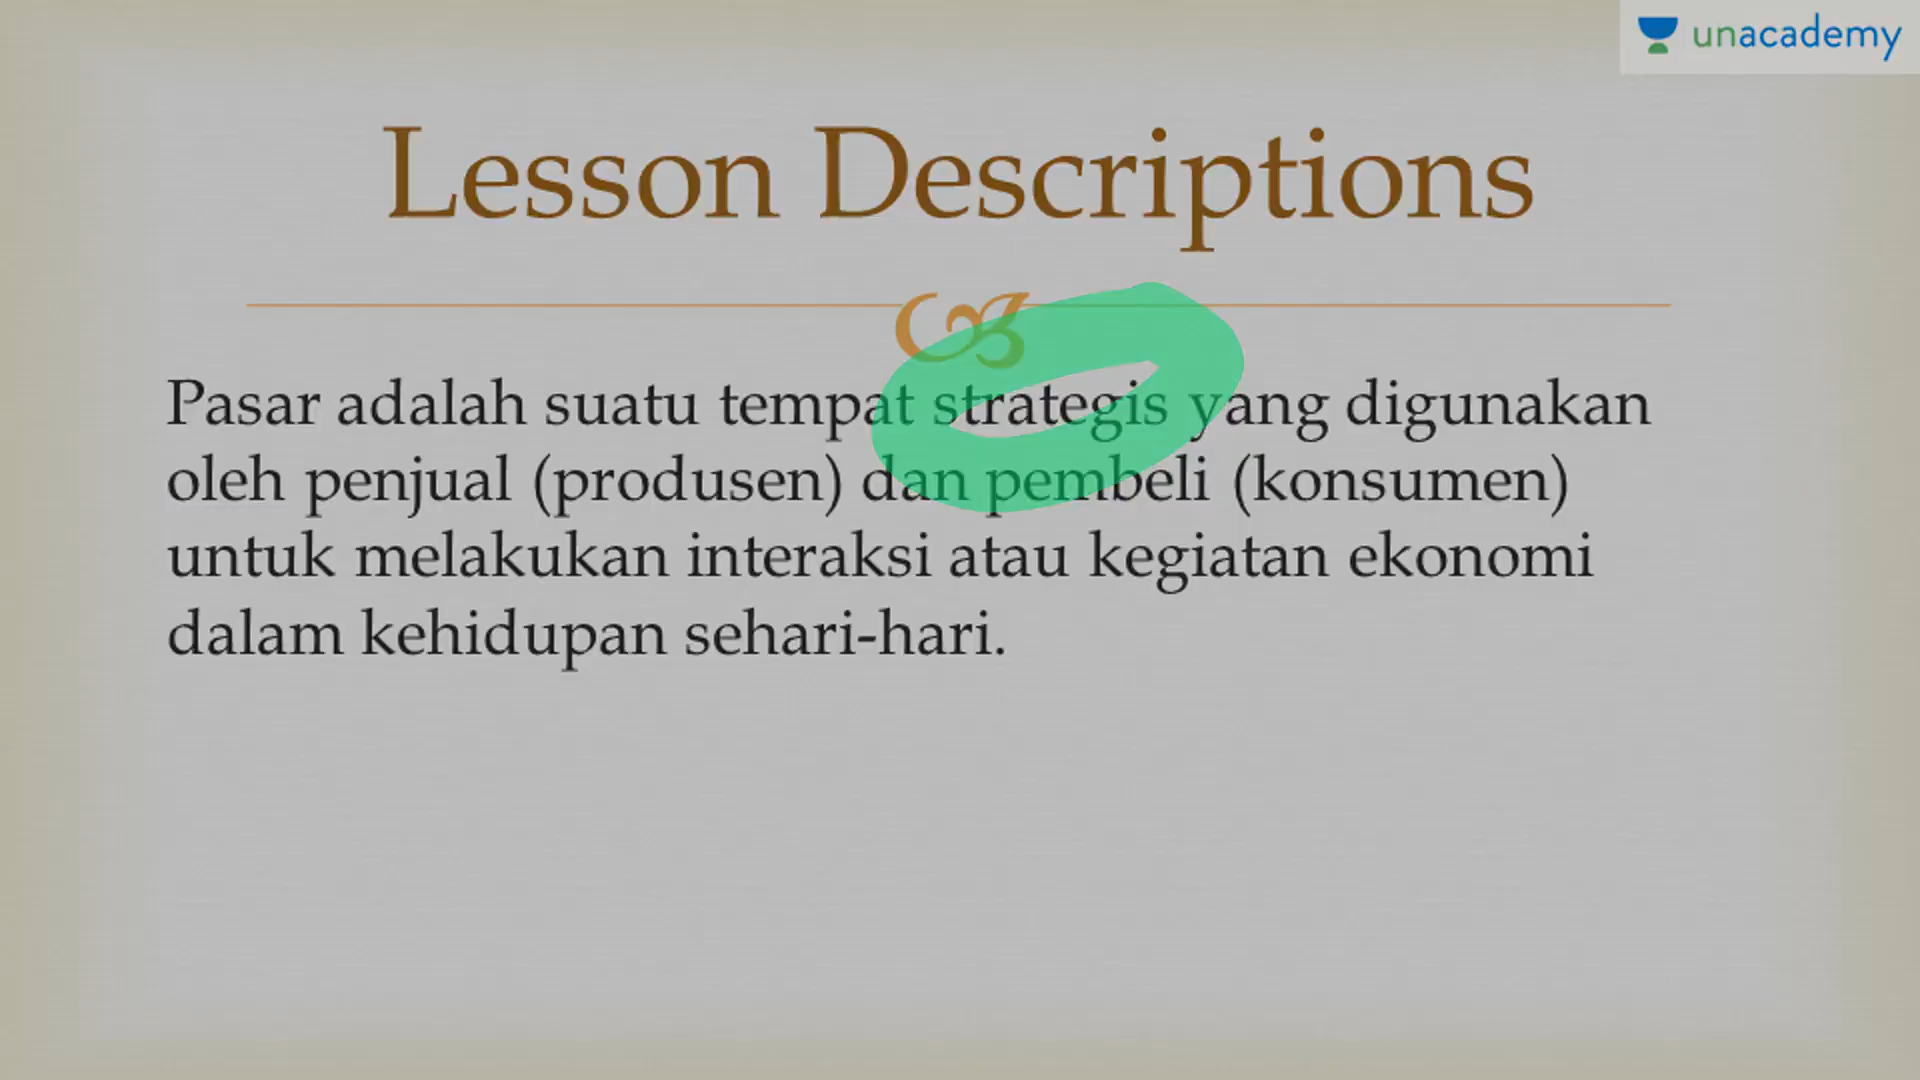 unacademy
Lesson Descriptions
Pasar adalah suatu tempat strategis yang digunakan
oleh penjual (produsen) dan pembeli (konsumen)
untuk melakukan interaksi atau kegiatan ekonomi
dalam kehidupan sehari-hari.